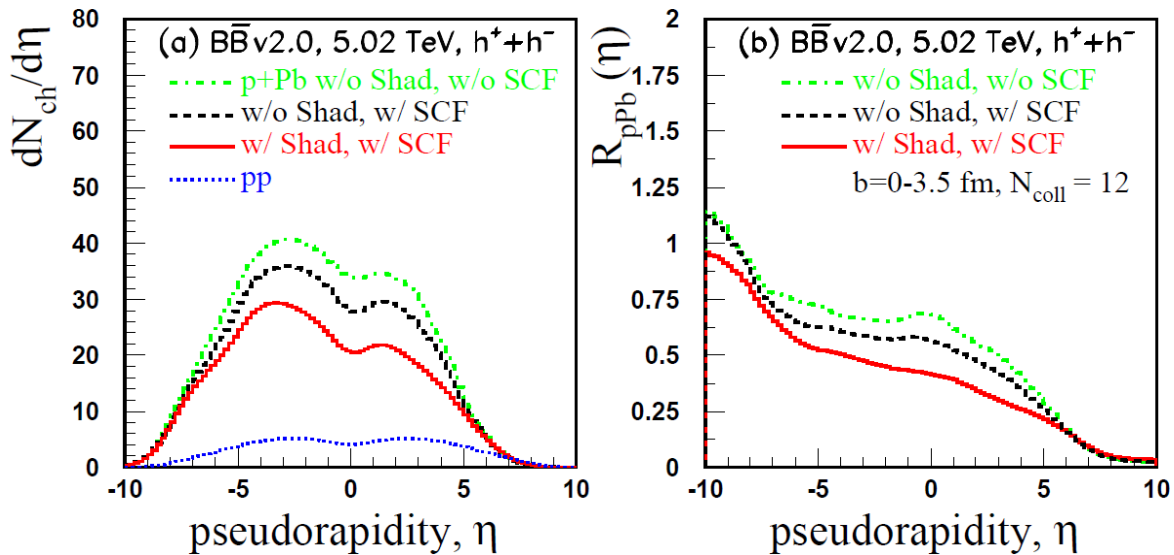 (a) BB̅ v2.0, 5.02 TeV, h⁺+h⁻
p+Pb w/o Shad, w/o SCF
w/o Shad, w/ SCF
w/ Shad, w/ SCF
pp
dN_ch/dη
80
70
60
50
40
30
20
10
0
-10 -5 0 5 10
pseudorapidity, η
(b) BB̅ v2.0, 5.02 TeV, h⁺+h⁻
w/o Shad, w/o SCF
w/o Shad, w/ SCF
w/ Shad, w/ SCF
b=0-3.5 fm, N_coll = 12
R_pPb(η)
2
1.75
1.5
1.25
1
0.75
0.5
0.25
0
-10 -5 0 5 10
pseudorapidity, η